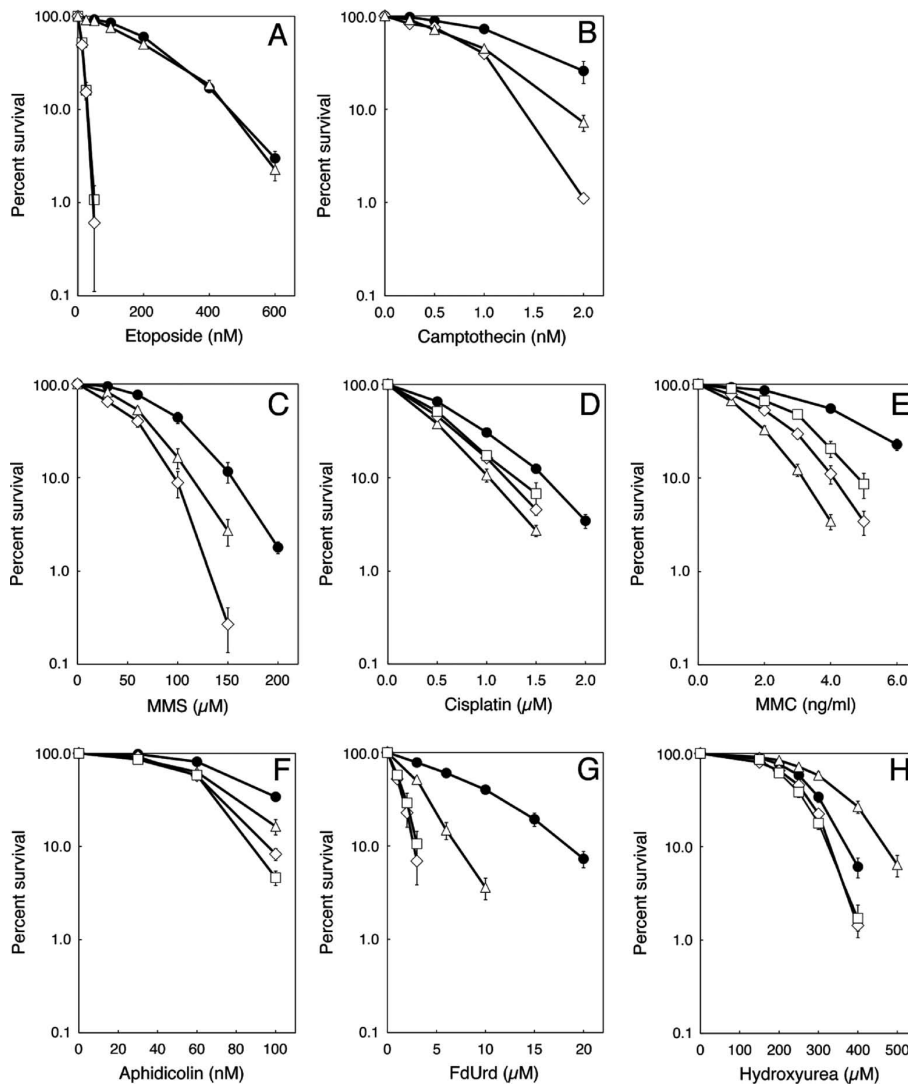 A
Percent survival
100.0
10.0
1.0
0.1
0 200 400 600
Etoposide (nM)
B
Percent survival
100.0
10.0
1.0
0.1
0.0 0.5 1.0 1.5 2.0
Camptothecin (nM)
C
Percent survival
100.0
10.0
1.0
0.1
0 50 100 150 200
MMS (µM)
D
Percent survival
100.0
10.0
1.0
0.1
0.0 0.5 1.0 1.5 2.0
Cisplatin (µM)
E
Percent survival
100.0
10.0
1.0
0.1
0.0 2.0 4.0 6.0
MMC (ng/ml)
F
Percent survival
100.0
10.0
1.0
0.1
0 20 40 60 80 100
Aphidicolin (nM)
G
Percent survival
100.0
10.0
1.0
0.1
0 5 10 15 20
FdUrd (µM)
H
Percent survival
100.0
10.0
1.0
0.1
0 100 200 300 400 500
Hydroxyurea (µM)